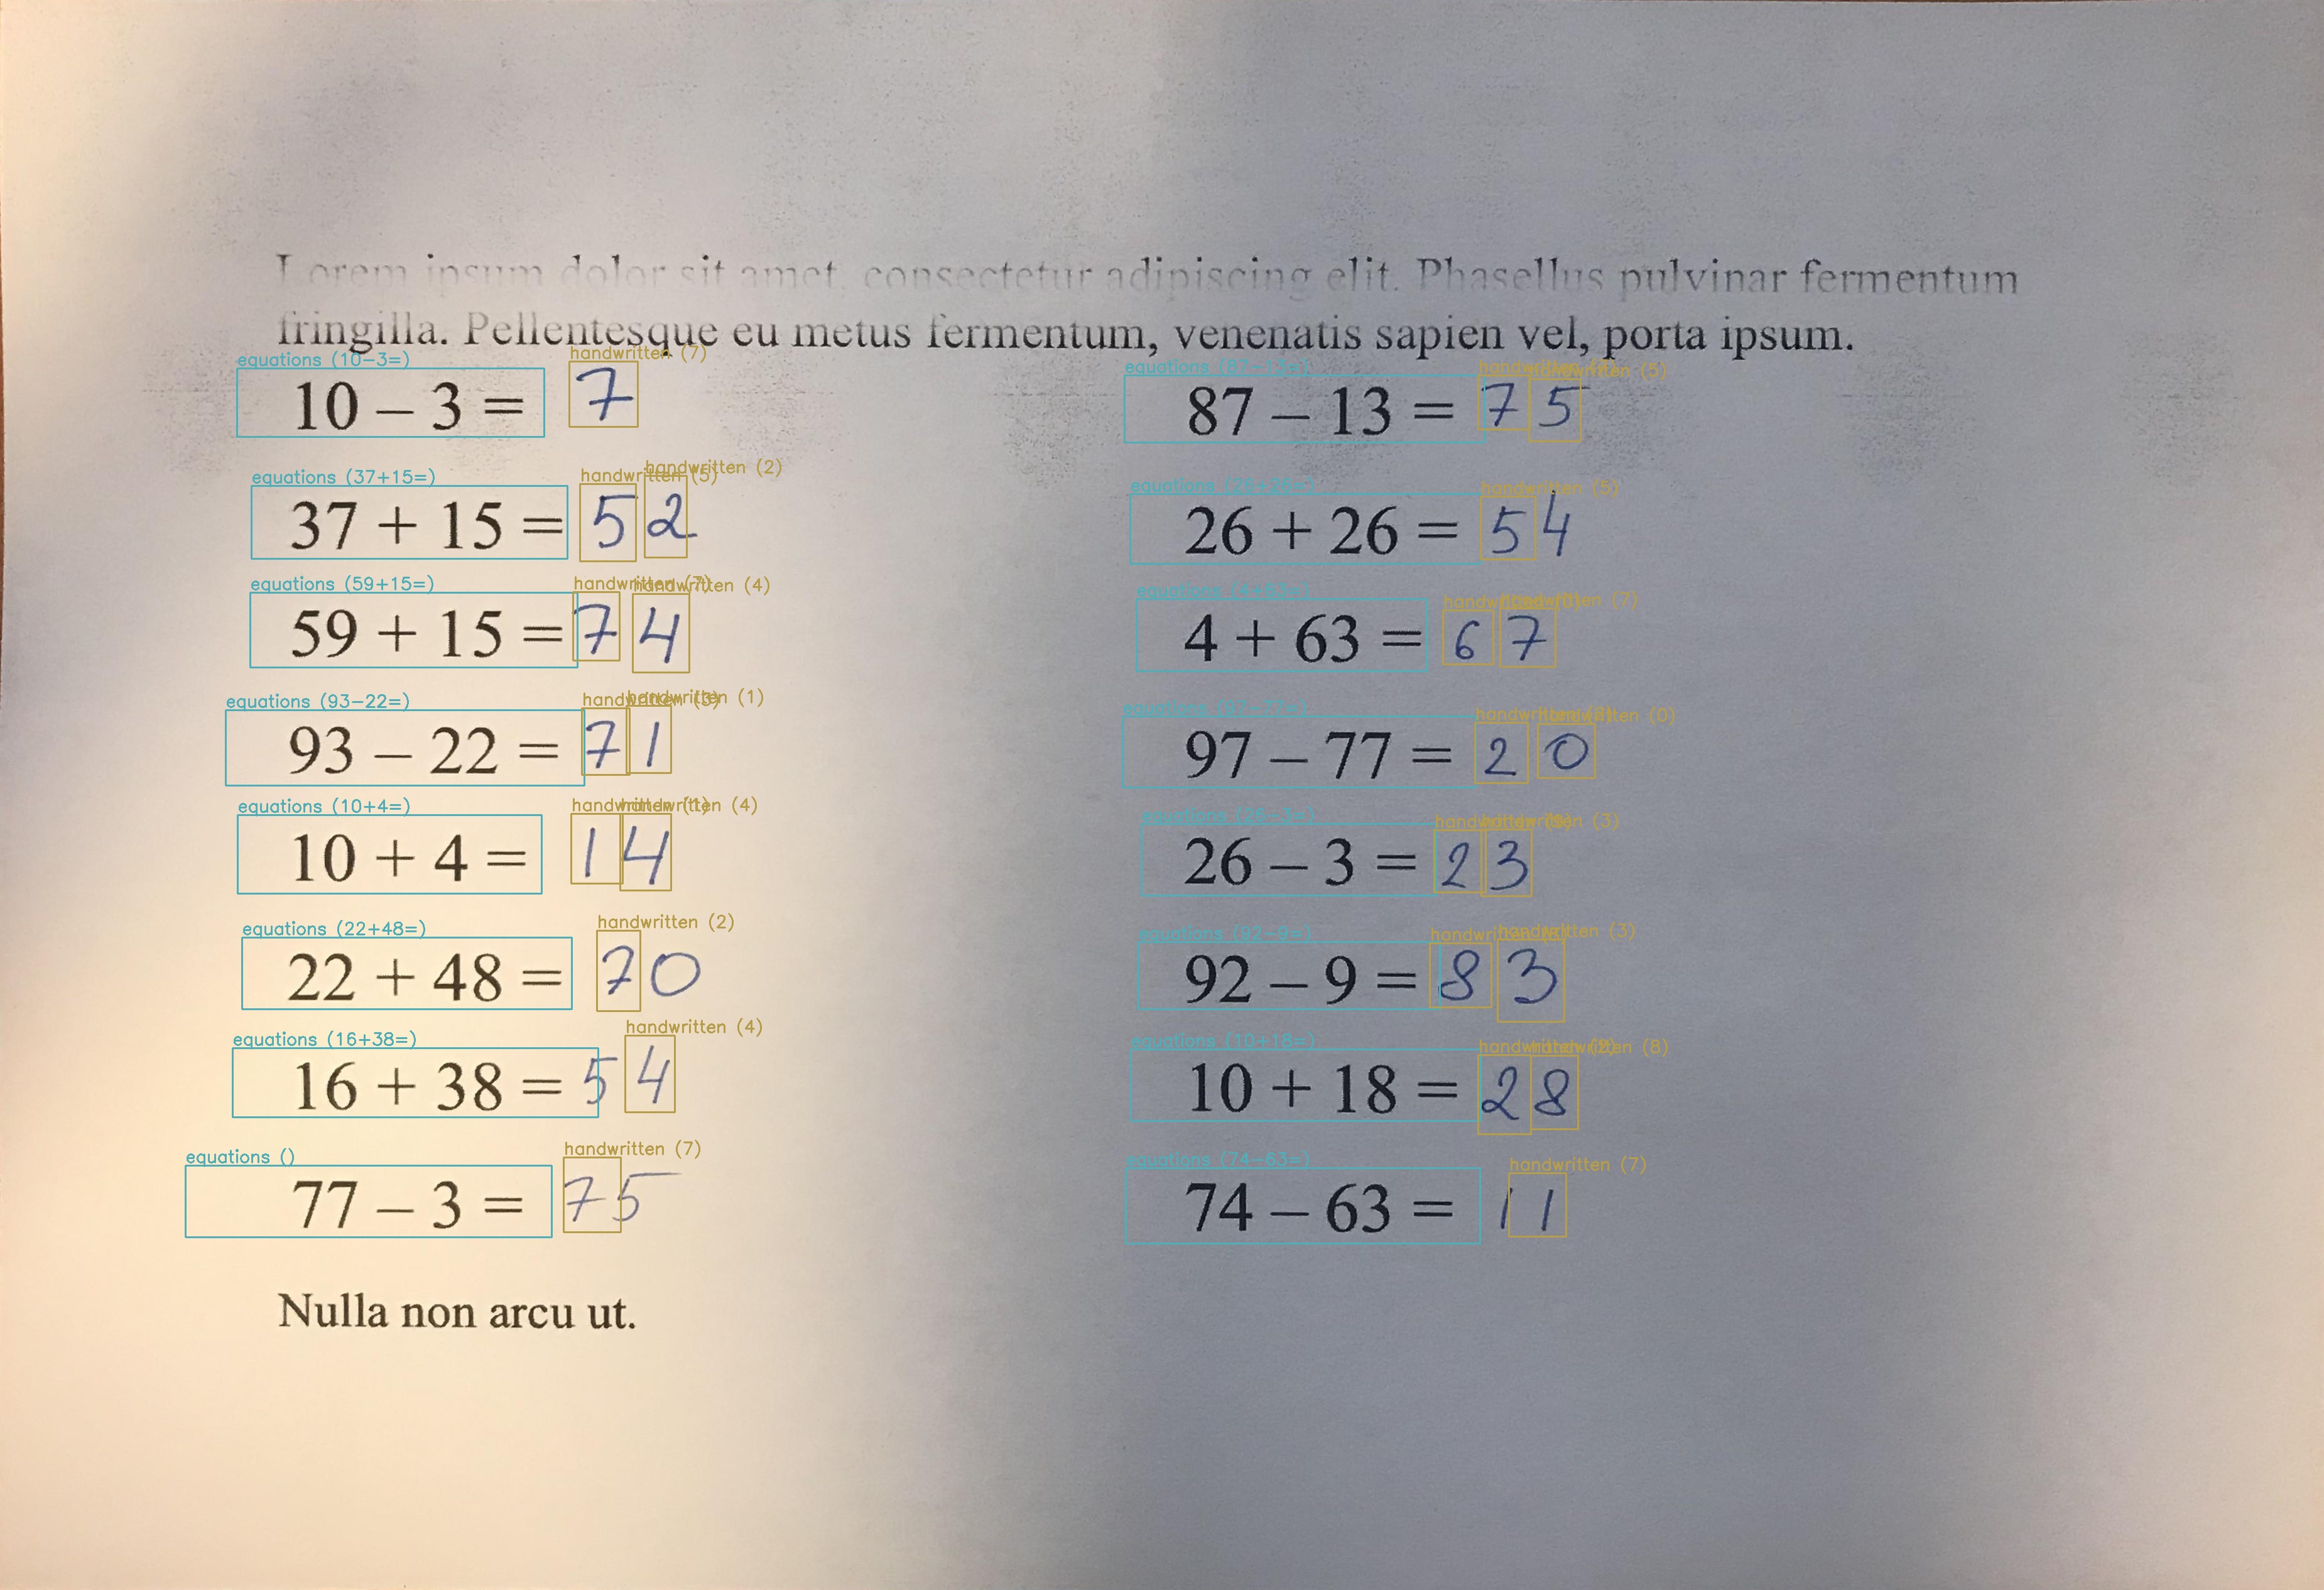 Lorem ipsum dolor sit amet, consectetur adipiscing elit. Phasellus pulvinar fermentum
fringilla. Pellentesque eu metus fermentum, venenatis sapien vel, porta ipsum.
equations (10-3=) handwritten (7)
10 – 3 = 7
equations (37+15=) handwritten (5) handwritten (2)
37 + 15 = 52
equations (59+15=) handwritten (7) handwritten (4)
59 + 15 = 74
equations (93-22=) handwritten handwritten (1)
93 – 22 = 71
equations (10+4=) handwritten (1) handwritten (4)
10 + 4 = 14
equations (22+48=) handwritten (2)
22 + 48 = 70
equations (16+38=) handwritten (4)
16 + 38 = 54
equations () handwritten (7)
77 – 3 = 75
equations (87-13=) handwritten handwritten (5)
87 – 13 = 75
equations (26+26=) handwritten (5)
26 + 26 = 54
equations (4+63=) handwritten handwritten (7)
4 + 63 = 67
equations (97-77=) handwritten handwritten (0)
97 – 77 = 20
equations (26-3=) handwritten handwritten (3)
26 – 3 = 23
equations (92-9=) handwritten handwritten (3)
92 – 9 = 83
equations (10+18=) handwritten handwritten (8)
10 + 18 = 28
equations (74-63=) handwritten (7)
74 – 63 = 11
Nulla non arcu ut.